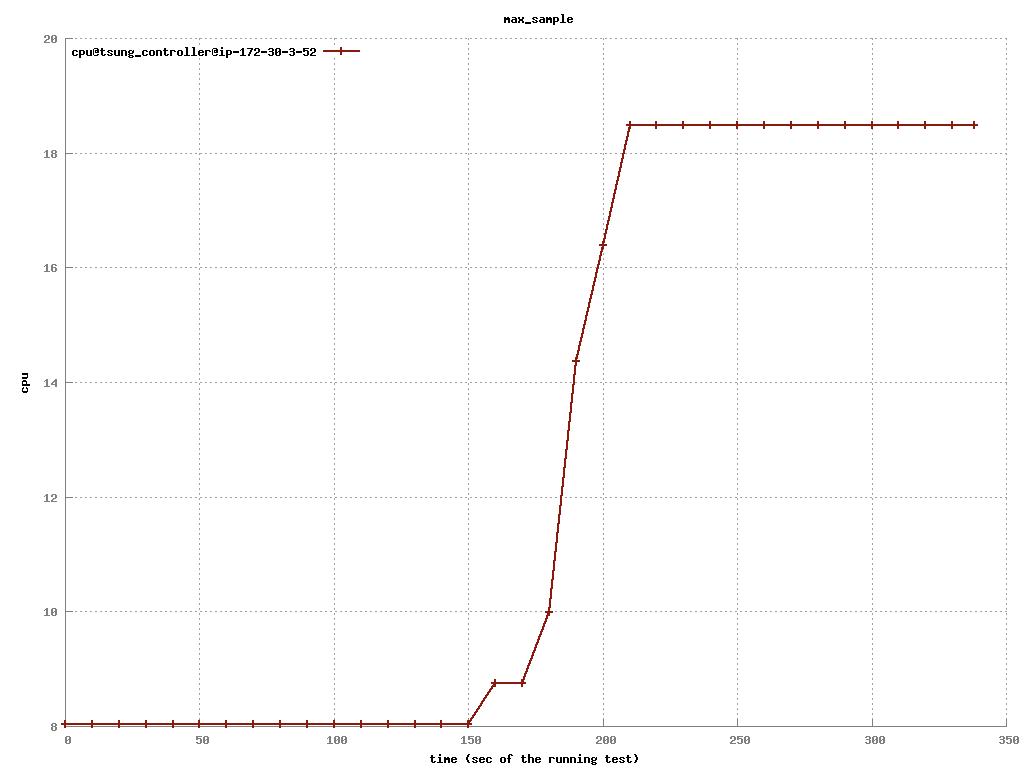 max_sample
cpu@tsung_controller@ip-172-30-3-52
20
18
16
14
12
10
8
cpu
0 50 100 150 200 250 300 350
time (sec of the running test)